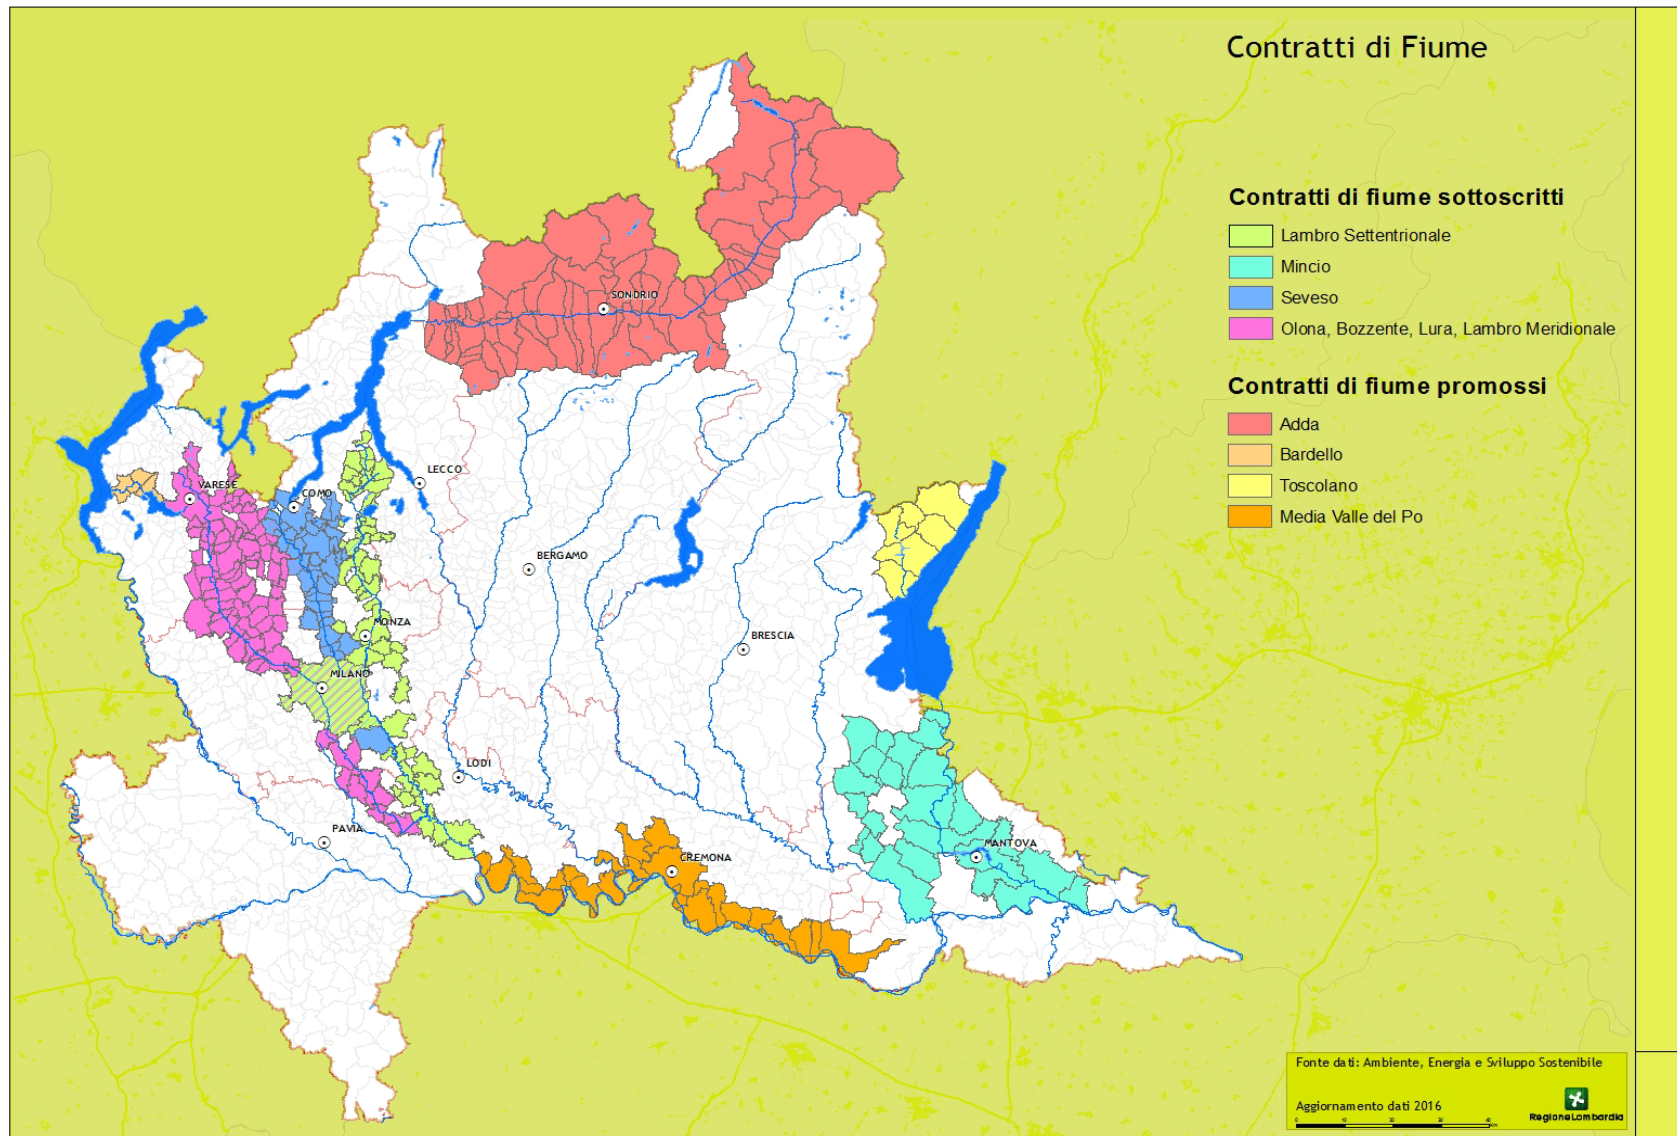 Contratti di Fiume
Contratti di fiume sottoscritti
Lambro Settentrionale
Mincio
Seveso
Olona, Bozzente, Lura, Lambro Meridionale
Contratti di fiume promossi
Adda
Bardello
Toscolano
Media Valle del Po
SONDRIO
LECCO
VARESE
COMO
BERGAMO
MONZA
BRESCIA
MILANO
LODI
PAVIA
MANTOVA
CREMONA
Fonte dati: Ambiente, Energia e Sviluppo Sostenibile
Aggiornamento dati 2016
RegioneLombardia